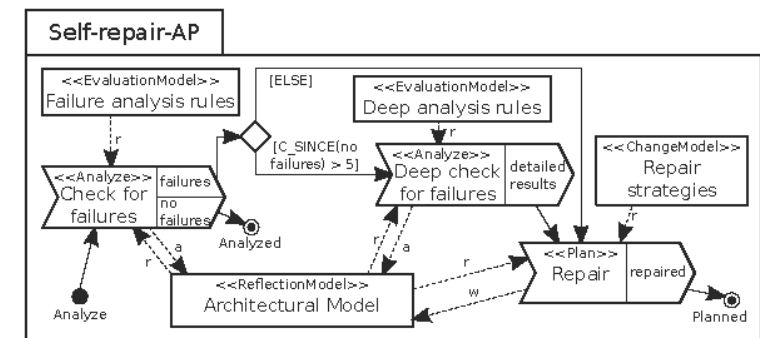 Self-repair-AP
<<EvaluationModel>>
Failure analysis rules
[ELSE]
<<EvaluationModel>>
Deep analysis rules
r
r
[C_SINCE(no
failures) > 5]
<<ChangeModel>>
Repair
strategies
<<Analyze>>
Check for
failures
failures
no
failures
<<Analyze>>
Deep check
for failures
detailed
results
r
Analyzed
a
r
r
a
<<Plan>>
Repair
repaired
r
w
<<ReflectionModel>>
Architectural Model
Analyze
Planned